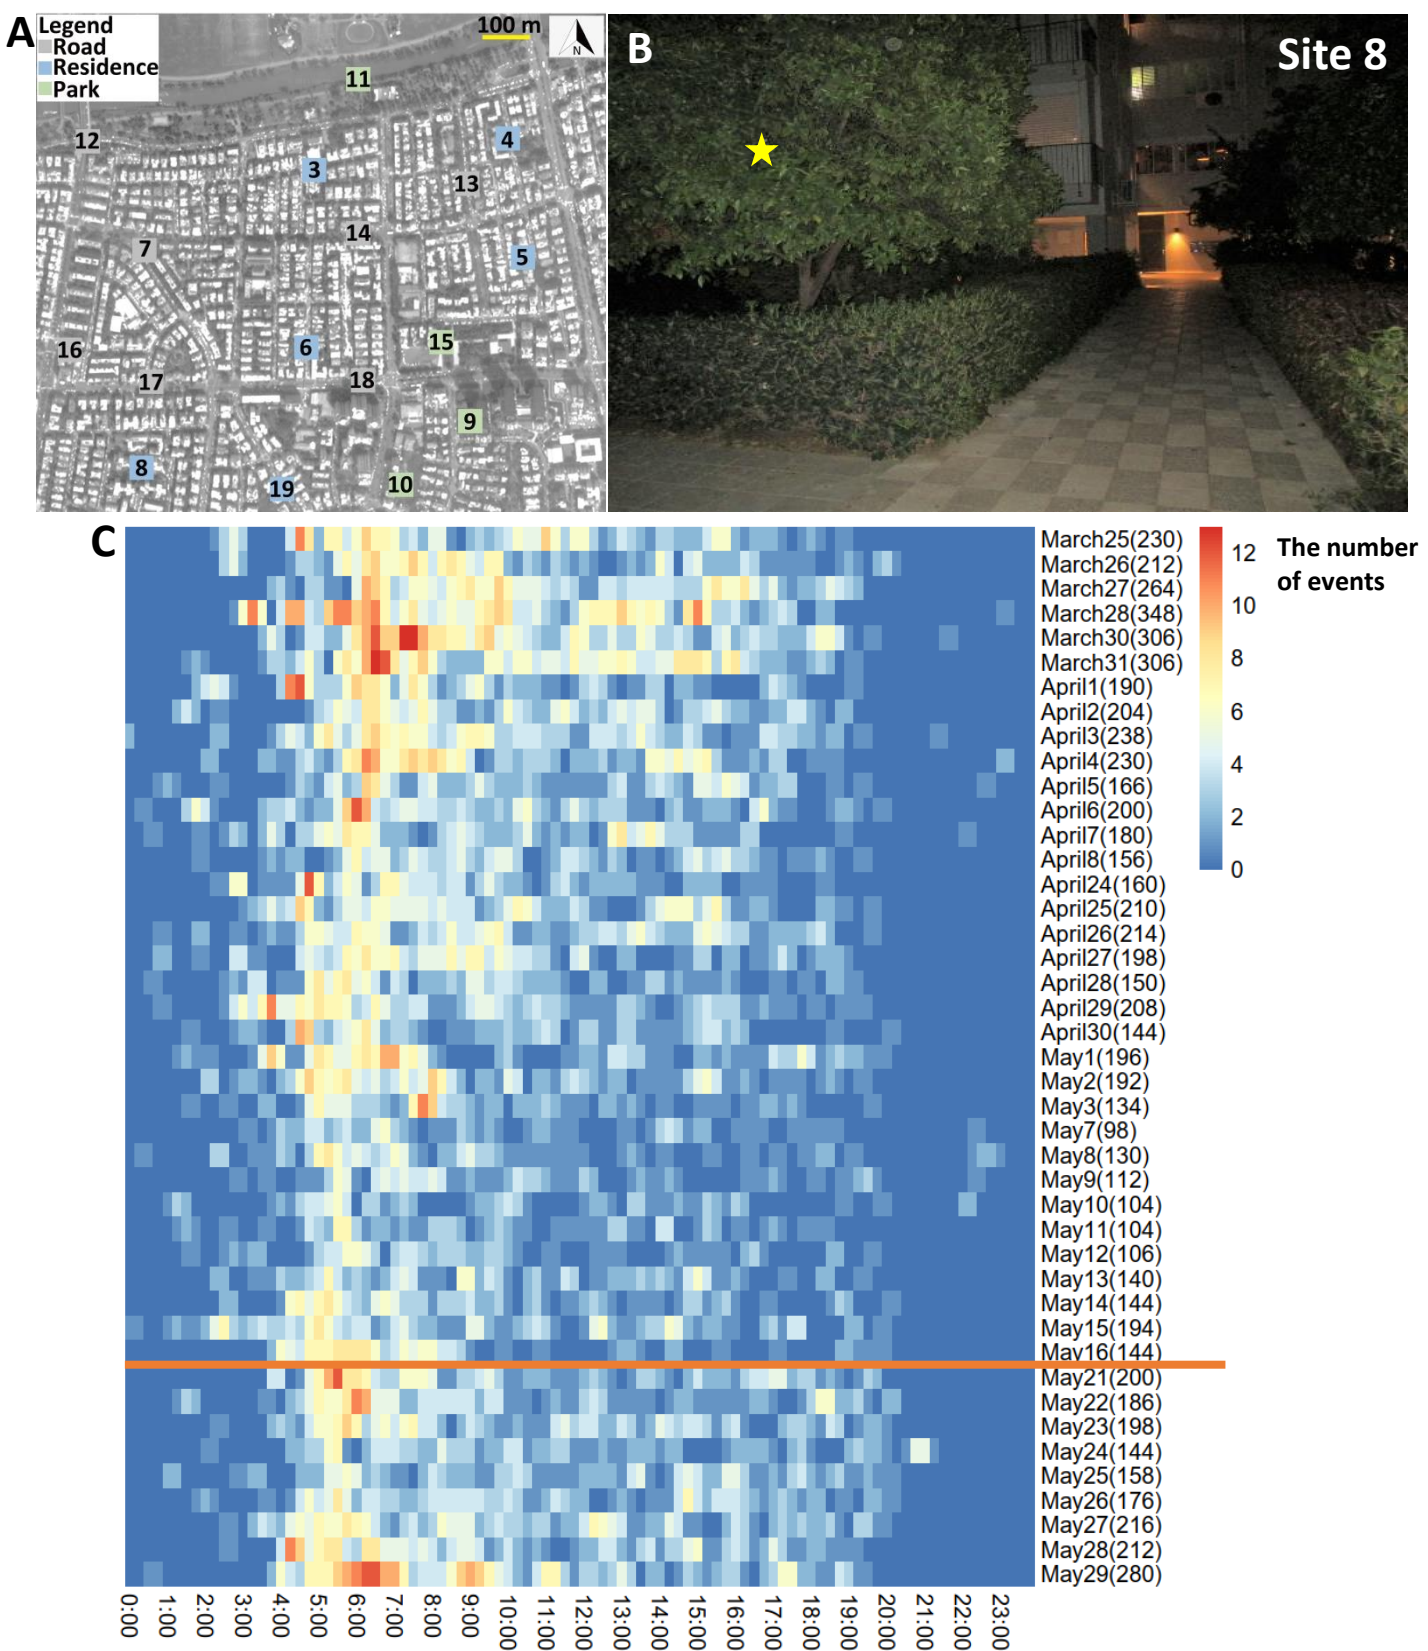 A
Legend
Road
Residence
Park
100 m
N
11
12
4
3
13
14
7
5
15
6
16
17
18
9
8
19
10
B
Site 8
C
March25(230)
March26(212)
March27(264)
March28(348)
March30(306)
March31(306)
April1(190)
April2(204)
April3(238)
April4(230)
April5(166)
April6(200)
April7(180)
April8(156)
April24(160)
April25(210)
April26(214)
April27(198)
April28(150)
April29(208)
April30(144)
May1(196)
May2(192)
May3(134)
May7(98)
May8(130)
May9(112)
May10(104)
May11(104)
May12(106)
May13(140)
May14(144)
May15(194)
May16(144)
May21(200)
May22(186)
May23(198)
May24(144)
May25(158)
May26(176)
May27(216)
May28(212)
May29(280)
12
10
8
6
4
2
0
The number
of events
0:00
1:00
2:00
3:00
4:00
5:00
6:00
7:00
8:00
9:00
10:00
11:00
12:00
13:00
14:00
15:00
16:00
17:00
18:00
19:00
20:00
21:00
22:00
23:00